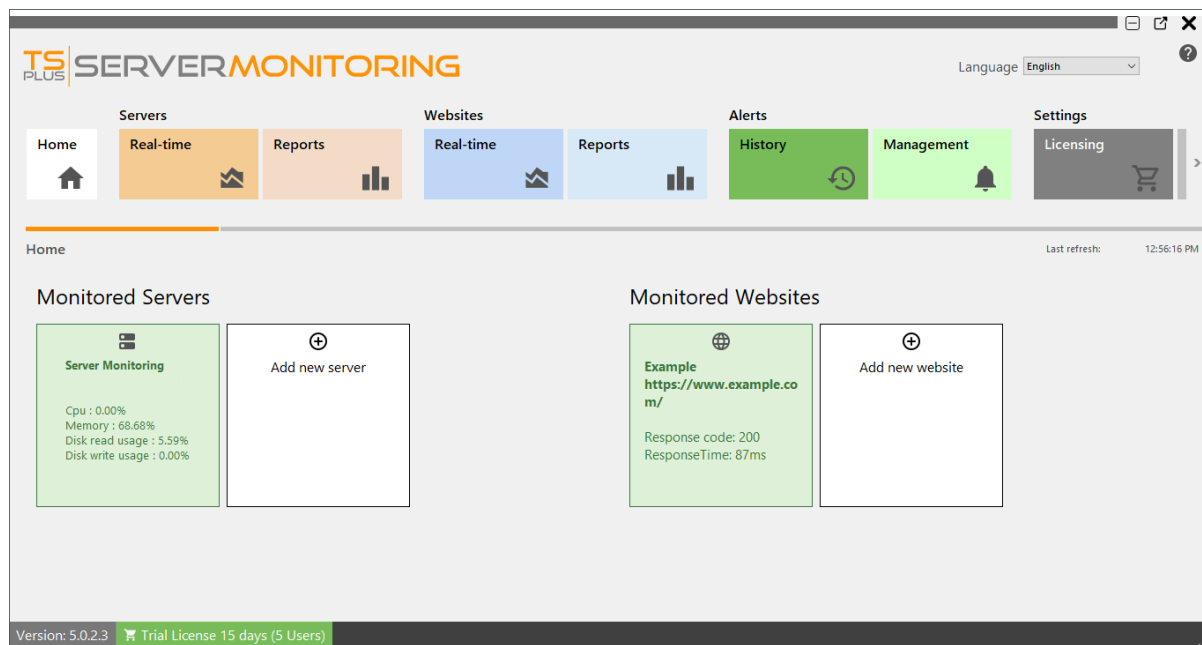 TS
PLUS
SERVERMONITORING
Language English
Servers
Websites
Alerts
Settings
Home
Real-time
Reports
Real-time
Reports
History
Management
Licensing
Home
Last refresh: 12:56:16 PM
Monitored Servers
Server Monitoring
Cpu : 0.00%
Memory : 68.68%
Disk read usage : 5.59%
Disk write usage : 0.00%
Add new server
Monitored Websites
Example
https://www.example.co
m/
Response code: 200
ResponseTime: 87ms
Add new website
Version: 5.0.2.3
Trial License 15 days (5 Users)